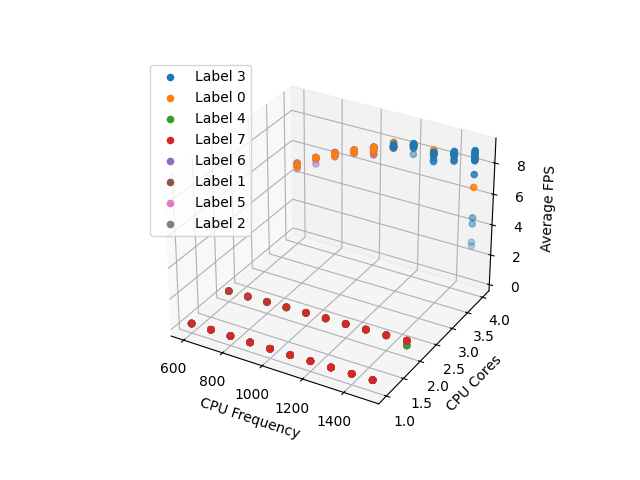 Label 3
Label 0
Label 4
Label 7
Label 6
Label 1
Label 5
Label 2
8
6
4
2
0
Average FPS
4.0
3.5
3.0
2.5
2.0
1.5
1.0
CPU Cores
600
800
1000
1200
1400
CPU Frequency